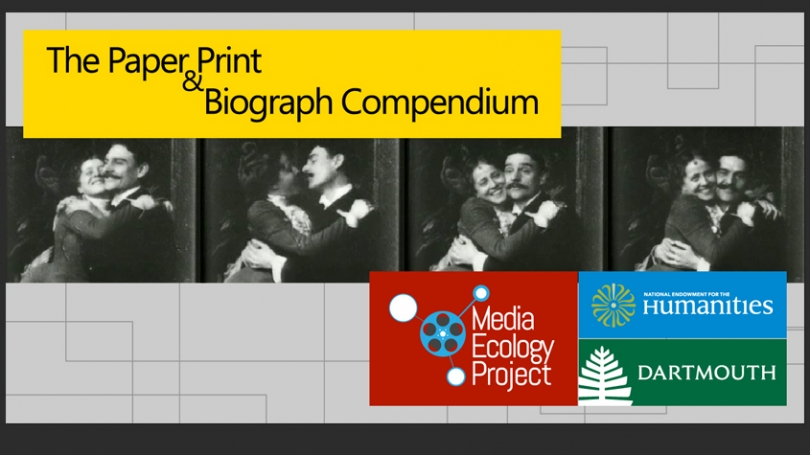 The Paper Print
&
Biograph Compendium
Media
Ecology
Project
NATIONAL ENDOWMENT FOR THE
Humanities
DARTMOUTH